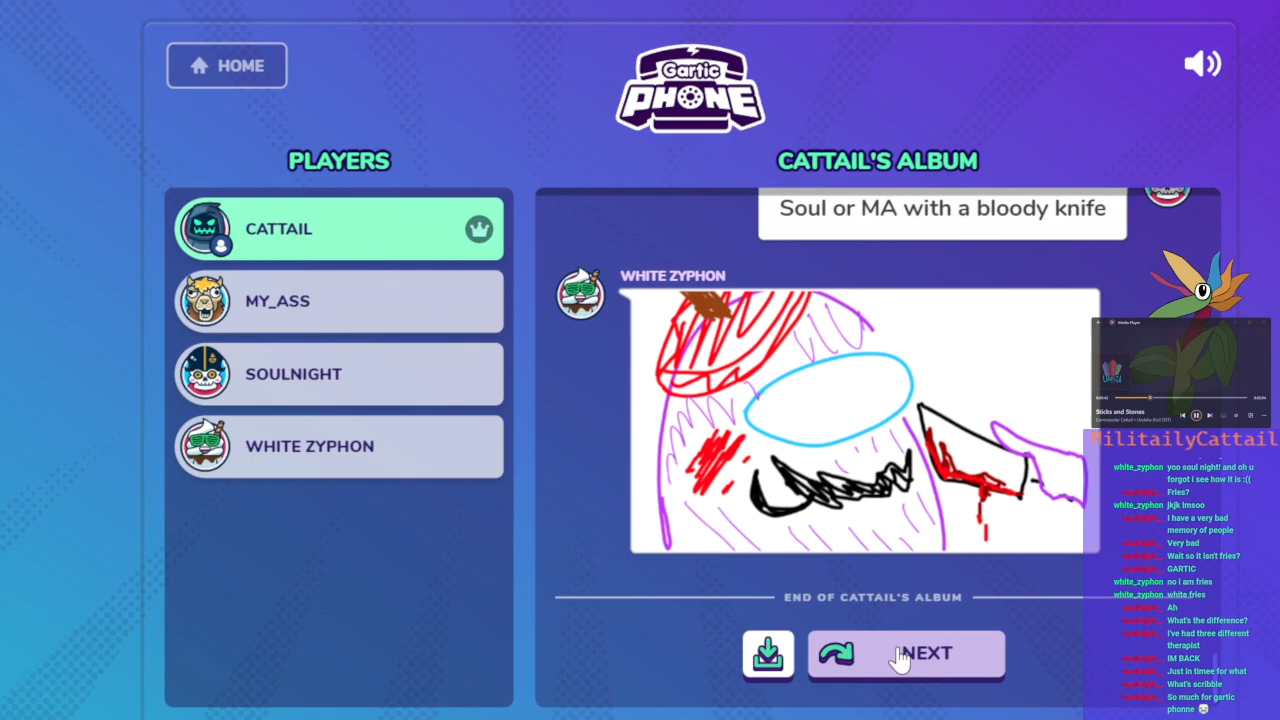 HOME
Gartic
PHONE
PLAYERS
CATTAIL'S ALBUM
CATTAIL
MY_ASS
SOULNIGHT
WHITE ZYPHON
Soul or MA with a bloody knife
WHITE ZYPHON
END OF CATTAIL'S ALBUM
NEXT
Sticks and Stones
MilitailyCattail
white_zyphon yoo soul night! and oh u
forgot i see how it is :((
Fries?
white_zyphon jkjk lmsoo
I have a very bad
memory of people
Very bad
Wait so it isn't fries?
GARTIC
white_zyphon no i am fries
white_zyphon white fries
Ah
What's the difference?
I've had three different
therapist
IM BACK
Just in timee for what
What's scribble
So much for gartic
phonne